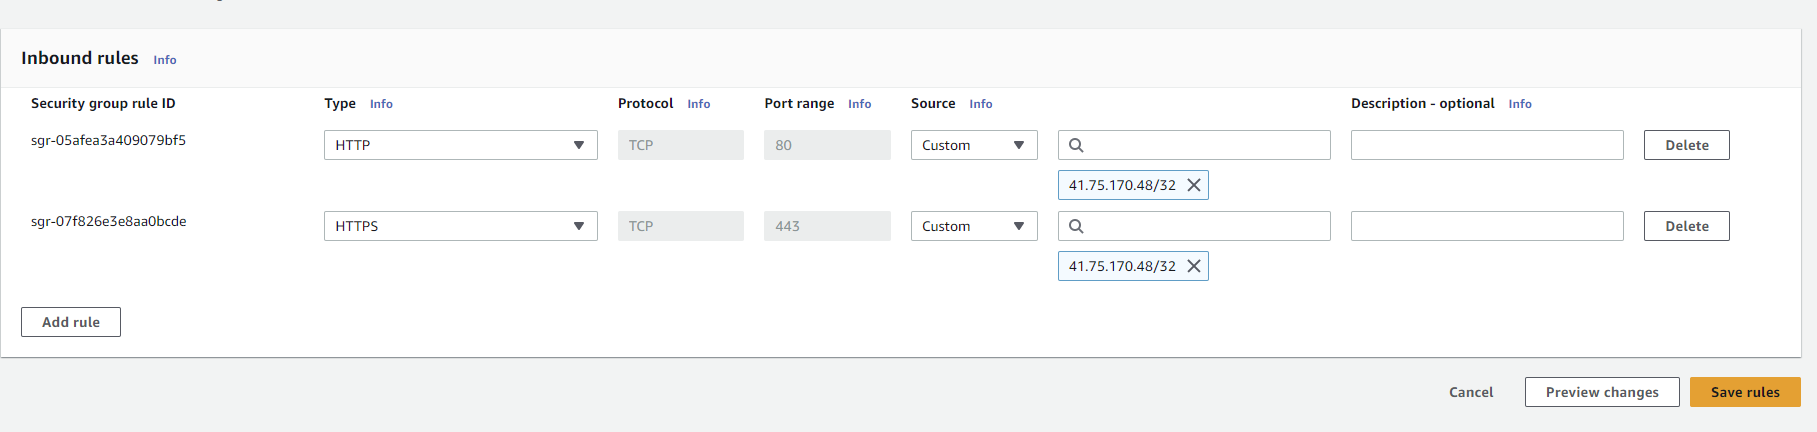 Inbound rules Info
Security group rule ID Type Info Protocol Info Port range Info Source Info Description - optional Info
sgr-05afea3a409079bf5 HTTP TCP 80 Custom Delete
41.75.170.48/32
sgr-07f826e3e8aa0bcde HTTPS TCP 443 Custom Delete
41.75.170.48/32
Add rule
Cancel Preview changes Save rules